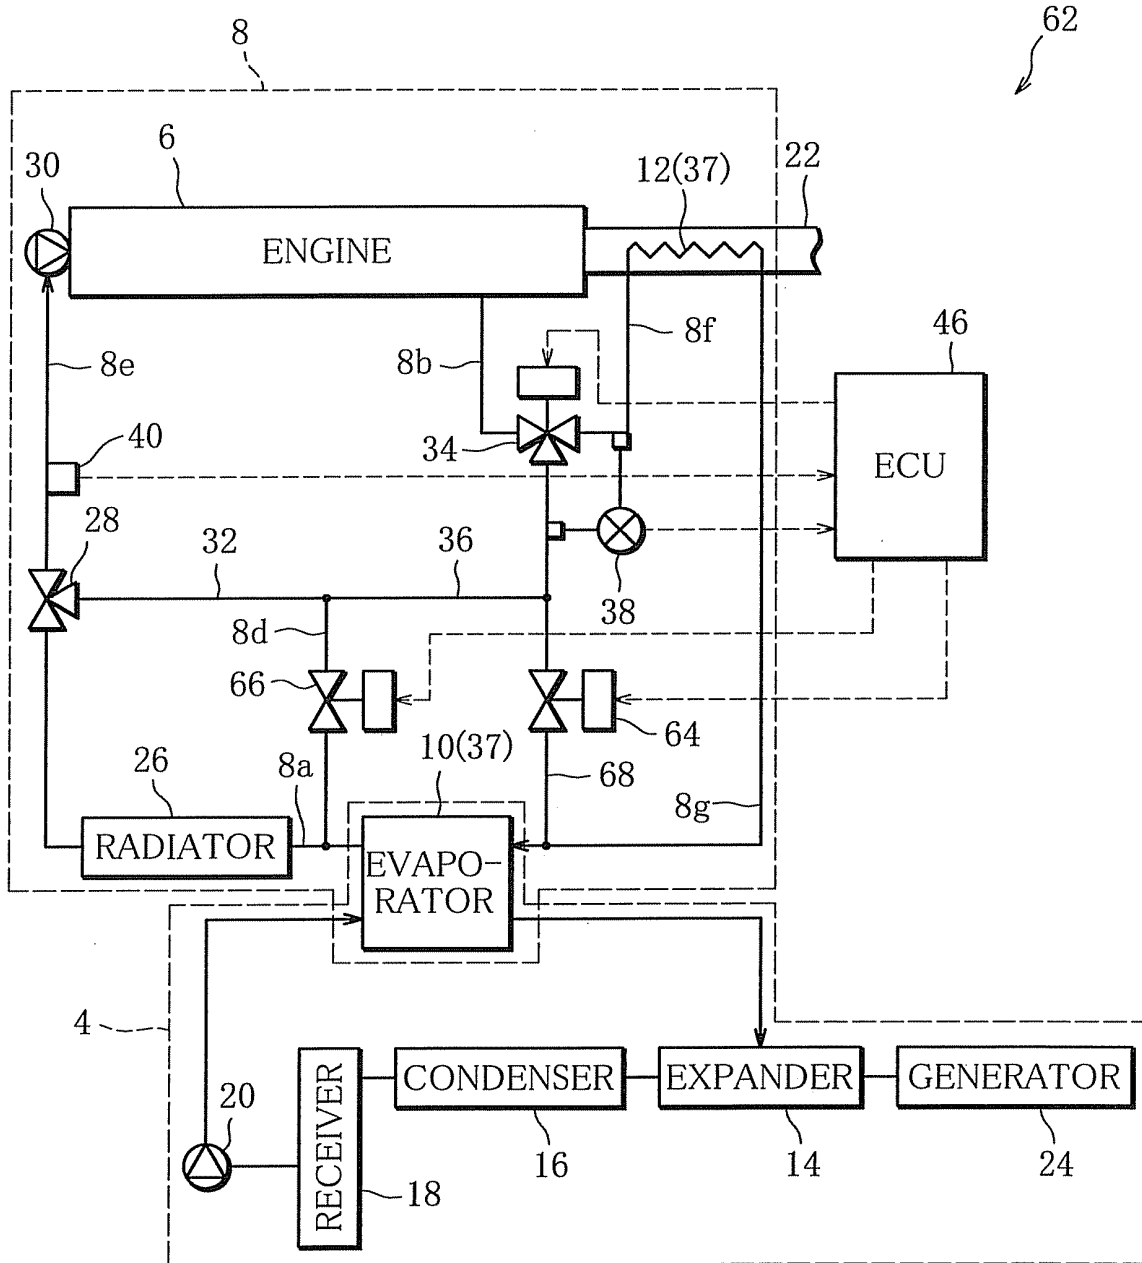 62
8
6
30
12(37)
22
ENGINE
46
8f
8b
8e
40
34
ECU
28
32
36
38
8d
66
64
10(37)
68
26
8a
8g
RADIATOR
EVAPO-
RATOR
4
CONDENSER
EXPANDER
GENERATOR
RECEIVER
20
16
14
24
18